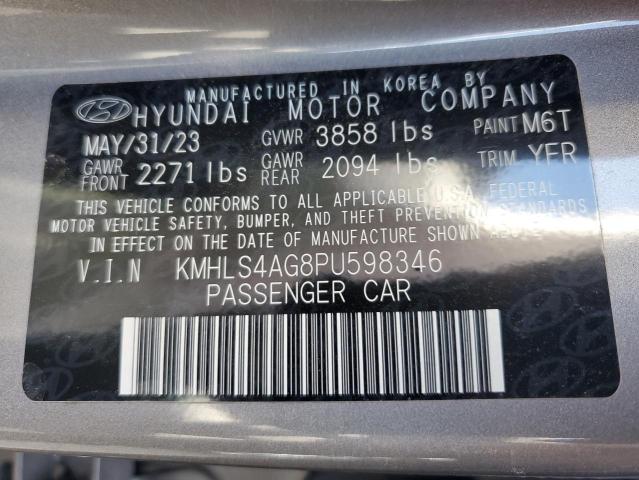 MANUFACTURED IN KOREA BY
HYUNDAI MOTOR COMPANY
MAY/31/23 GVWR 3858 lbs PAINT M6T
GAWR FRONT 2271 lbs GAWR REAR 2094 lbs TRIM YFR
THIS VEHICLE CONFORMS TO ALL APPLICABLE U.S.A. FEDERAL
MOTOR VEHICLE SAFETY, BUMPER, AND THEFT PREVENTION STANDARDS
IN EFFECT ON THE DATE OF MANUFACTURE SHOWN
V.I.N KMHLS4AG8PU598346
PASSENGER CAR